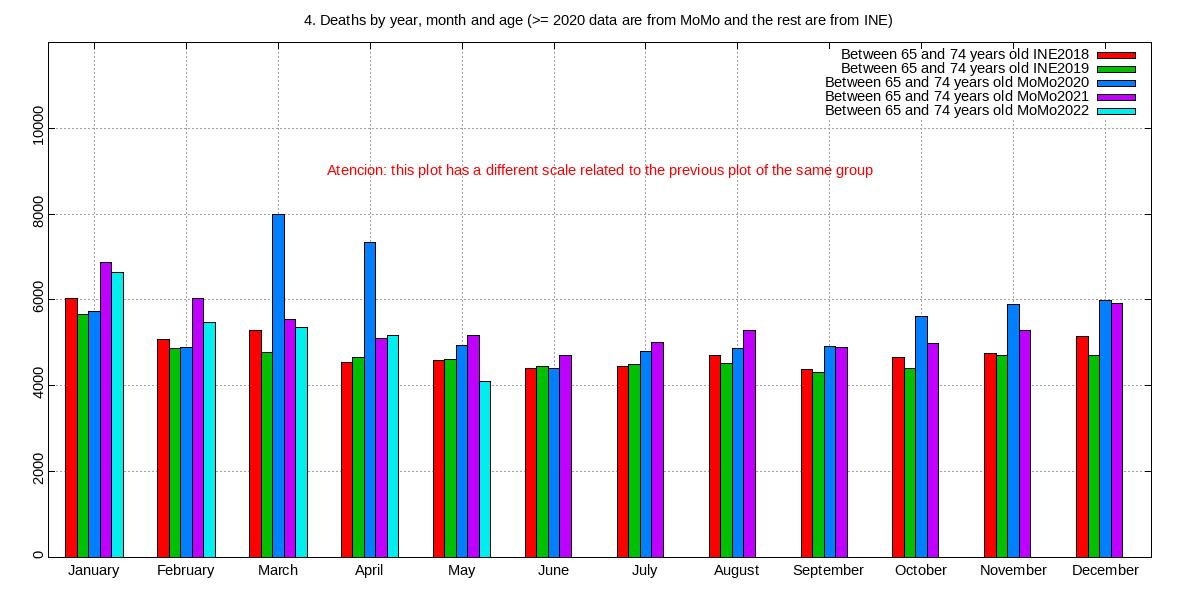 4. Deaths by year, month and age (>= 2020 data are from MoMo and the rest are from INE)
Between 65 and 74 years old INE2018
Between 65 and 74 years old INE2019
Between 65 and 74 years old MoMo2020
Between 65 and 74 years old MoMo2021
Between 65 and 74 years old MoMo2022
Atencion: this plot has a different scale related to the previous plot of the same group
10000
8000
6000
4000
2000
0
January February March April May June July August September October November December